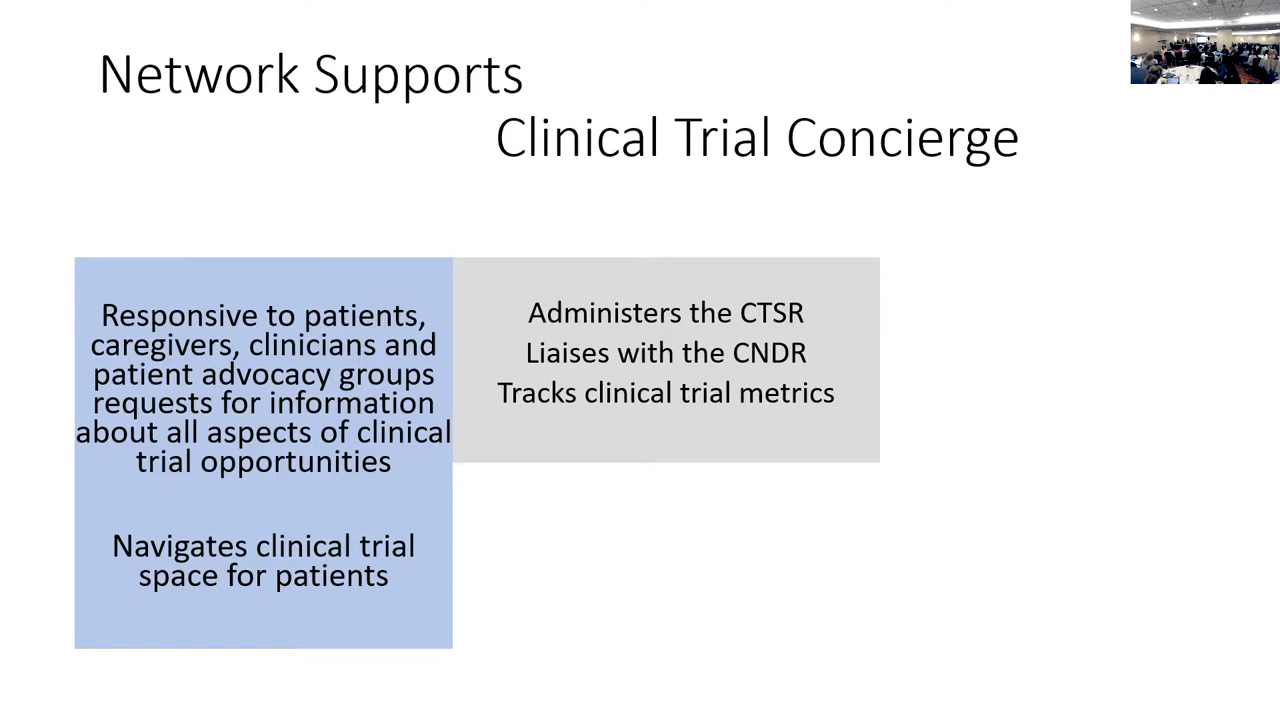 Network Supports
Clinical Trial Concierge
Responsive to patients,
caregivers, clinicians and
patient advocacy groups
requests for information
about all aspects of clinical
trial opportunities
Navigates clinical trial
space for patients
Administers the CTSR
Liaises with the CNDR
Tracks clinical trial metrics